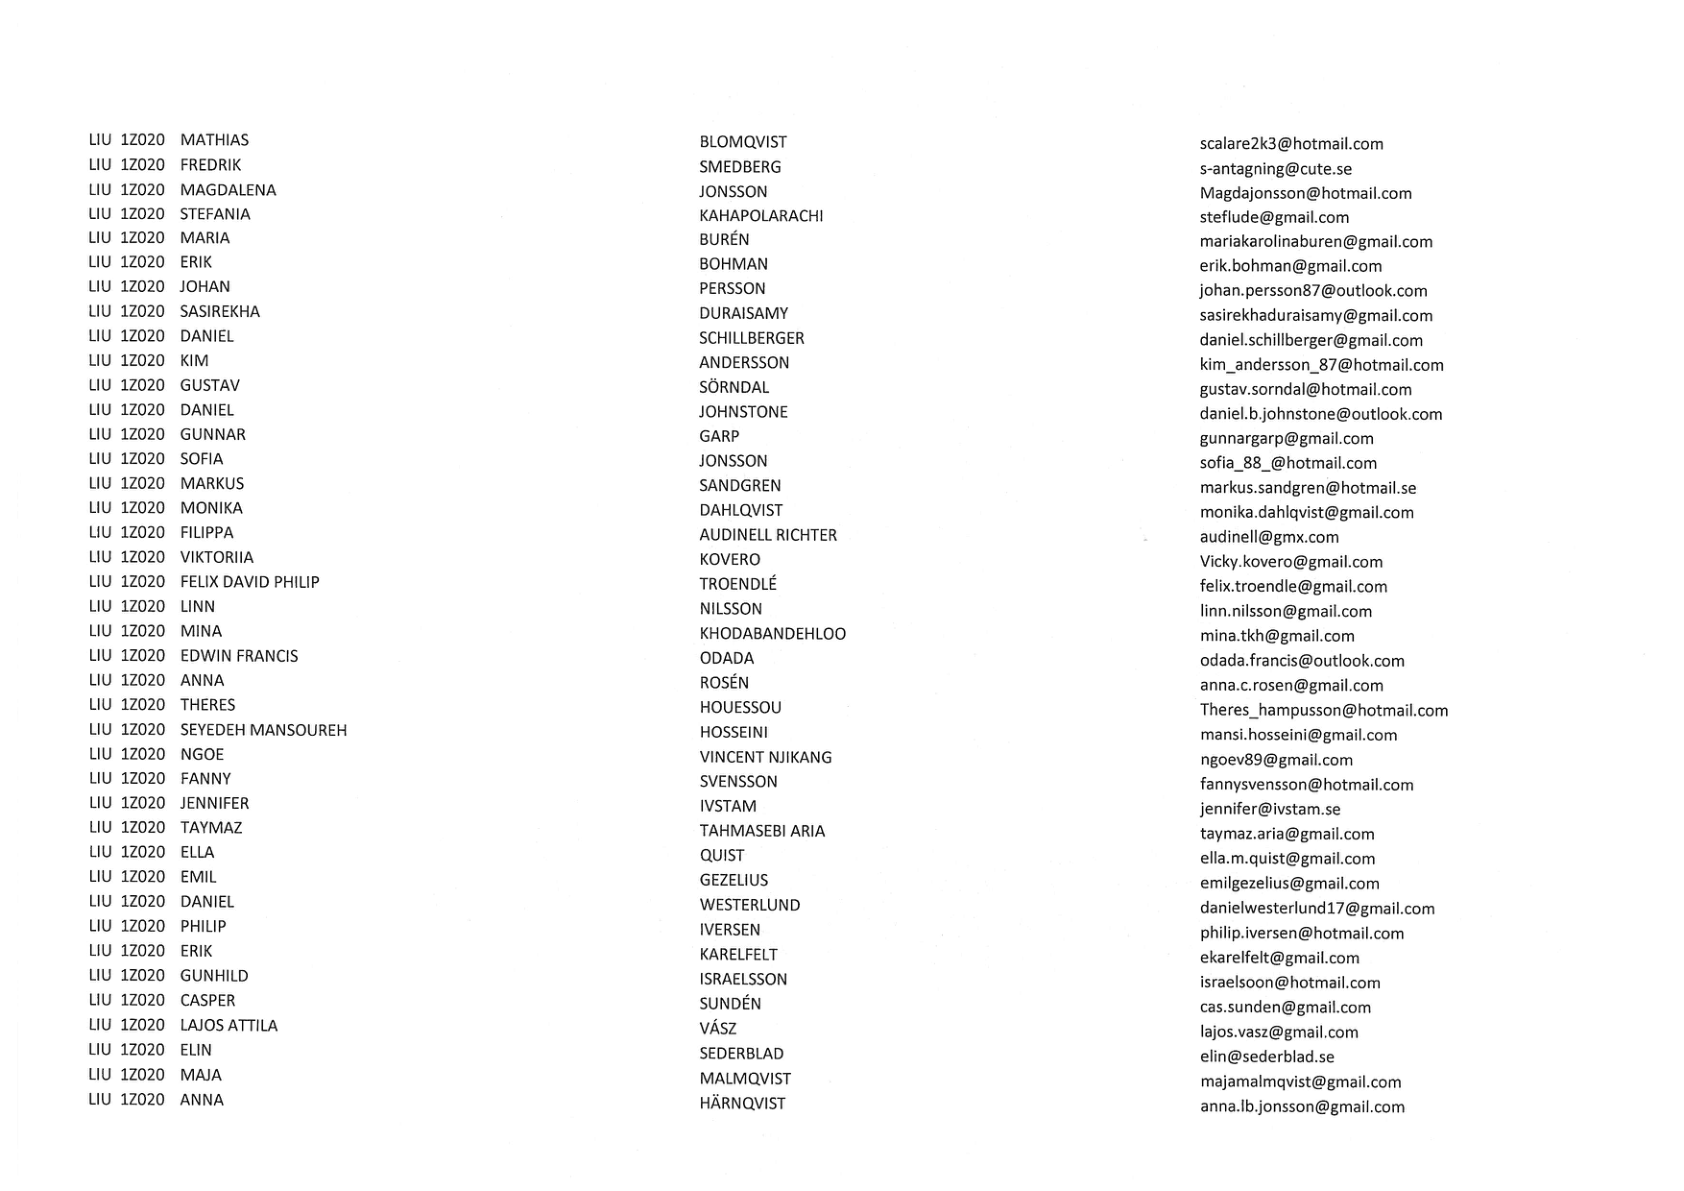 LIU 1Z020 MATHIAS BLOMQVIST scalare2k3@hotmail.com
LIU 1Z020 FREDRIK SMEDBERG s-antagning@cute.se
LIU 1Z020 MAGDALENA JONSSON Magdajonsson@hotmail.com
LIU 1Z020 STEFANIA KAHAPOLARACHI steflude@gmail.com
LIU 1Z020 MARIA BURÉN mariakarolinaburen@gmail.com
LIU 1Z020 ERIK BOHMAN erik.bohman@gmail.com
LIU 1Z020 JOHAN PERSSON johan.persson87@outlook.com
LIU 1Z020 SASIREKHA DURAISAMY sasirekhaduraisamy@gmail.com
LIU 1Z020 DANIEL SCHILLBERGER daniel.schillberger@gmail.com
LIU 1Z020 KIM ANDERSSON kim_andersson_87@hotmail.com
LIU 1Z020 GUSTAV SÖRNDAL gustav.sorndal@hotmail.com
LIU 1Z020 DANIEL JOHNSTONE daniel.b.johnstone@outlook.com
LIU 1Z020 GUNNAR GARP gunnargarp@gmail.com
LIU 1Z020 SOFIA JONSSON sofia_88_@hotmail.com
LIU 1Z020 MARKUS SANDGREN markus.sandgren@hotmail.se
LIU 1Z020 MONIKA DAHLQVIST monika.dahlqvist@gmail.com
LIU 1Z020 FILIPPA AUDINELL RICHTER audinell@gmx.com
LIU 1Z020 VIKTORIIA KOVERO Vicky.kovero@gmail.com
LIU 1Z020 FELIX DAVID PHILIP TROENDLÉ felix.troendle@gmail.com
LIU 1Z020 LINN NILSSON linn.nilsson@gmail.com
LIU 1Z020 MINA KHODABANDEHLOO mina.tkh@gmail.com
LIU 1Z020 EDWIN FRANCIS ODADA odada.francis@outlook.com
LIU 1Z020 ANNA ROSÉN anna.c.rosen@gmail.com
LIU 1Z020 THERES HOUESSOU Theres_hampusson@hotmail.com
LIU 1Z020 SEYEDEH MANSOUREH HOSSEINI mansi.hosseini@gmail.com
LIU 1Z020 NGOE VINCENT NJIKANG ngoev89@gmail.com
LIU 1Z020 FANNY SVENSSON fannysvensson@hotmail.com
LIU 1Z020 JENNIFER IVSTAM jennifer@ivstam.se
LIU 1Z020 TAYMAZ TAHMASEBI ARIA taymaz.aria@gmail.com
LIU 1Z020 ELLA QUIST ella.m.quist@gmail.com
LIU 1Z020 EMIL GEZELIUS emilgezelius@gmail.com
LIU 1Z020 DANIEL WESTERLUND danielwesterlund17@gmail.com
LIU 1Z020 PHILIP IVERSEN philip.iversen@hotmail.com
LIU 1Z020 ERIK KARELFELT ekarelfelt@gmail.com
LIU 1Z020 GUNHILD ISRAELSSON israelsoon@hotmail.com
LIU 1Z020 CASPER SUNDÉN cas.sunden@gmail.com
LIU 1Z020 LAJOS ATTILA VÁSZ lajos.vasz@gmail.com
LIU 1Z020 ELIN SEDERBLAD elin@sederblad.se
LIU 1Z020 MAJA MALMQVIST majamalmqvist@gmail.com
LIU 1Z020 ANNA HÄRNQVIST anna.lb.jonsson@gmail.com